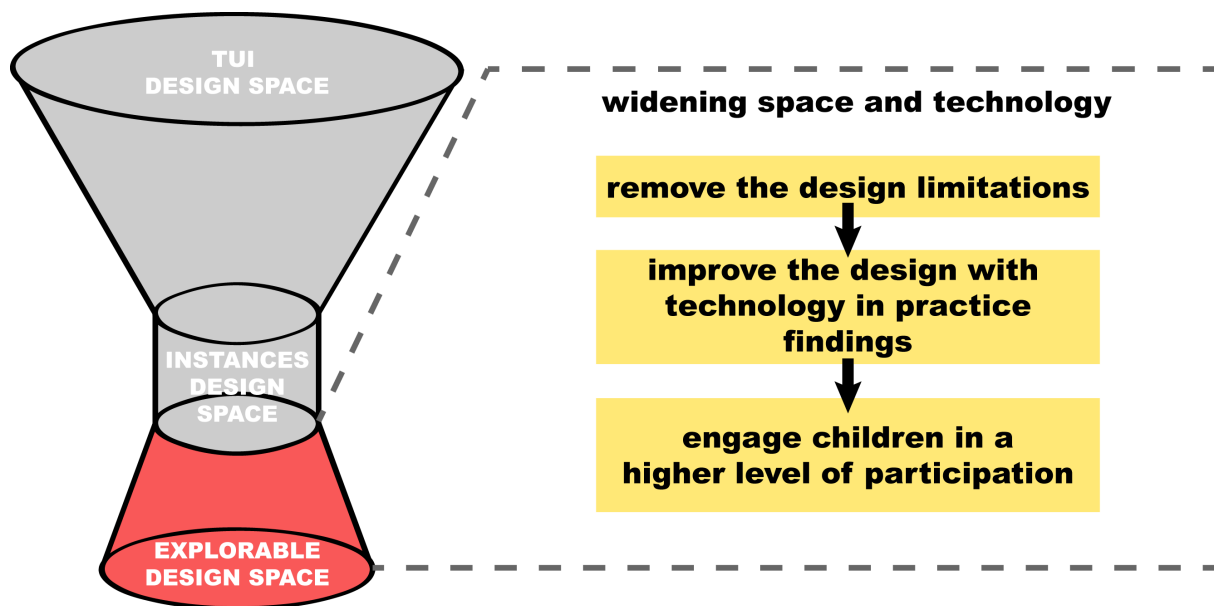 TUI
DESIGN SPACE
INSTANCES
DESIGN
SPACE
EXPLORABLE
DESIGN SPACE
widening space and technology
remove the design limitations
improve the design with
technology in practice
findings
engage children in a
higher level of participation